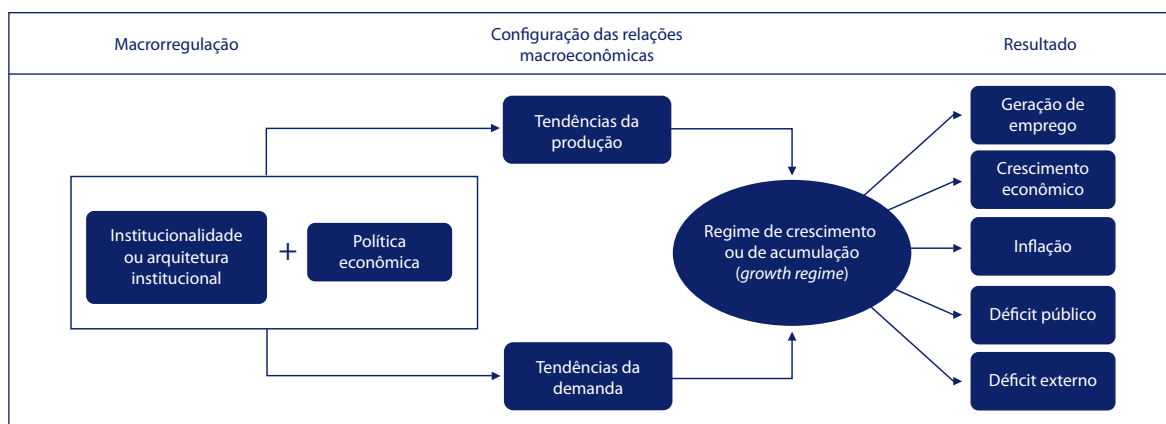 Macrorregulação
Configuração das relações
macroeconômicas
Resultado
Institucionalidade
ou arquitetura
institucional
+
Política
econômica
Tendências da
produção
Tendências da
demanda
Regime de crescimento
ou de acumulação
(growth regime)
Geração de
emprego
Crescimento
econômico
Inflação
Déficit público
Déficit externo